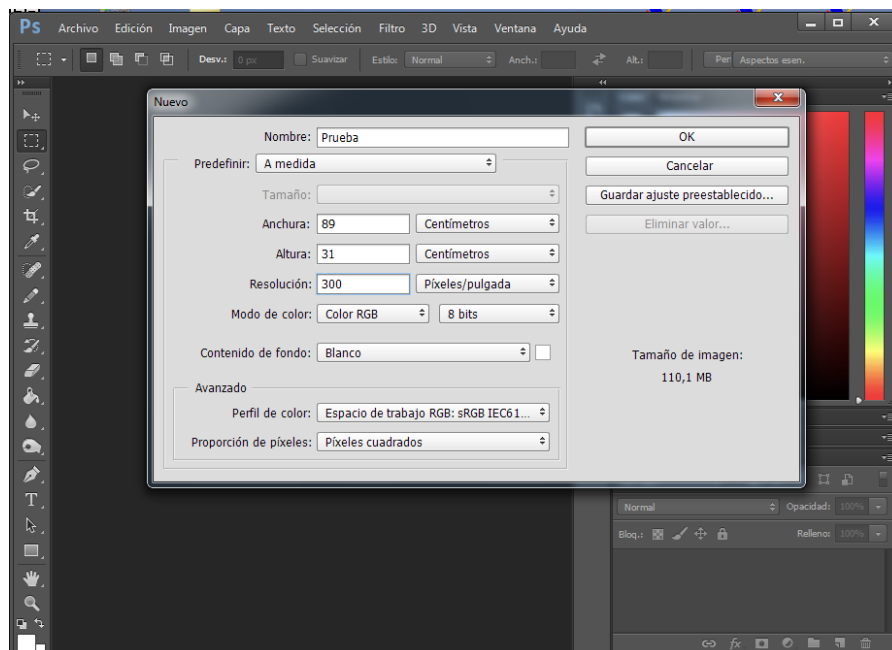 Ps Archivo Edición Imagen Capa Texto Selección Filtro 3D Vista Ventana Ayuda
Desv.: 0 px Suavizar Estilo: Normal Anch.: Alt.: Per Aspectos esen.
Nuevo
Nombre: Prueba OK
Predefinir: A medida Cancelar
Tamaño: Guardar ajuste preestablecido...
Anchura: 89 Centímetros Eliminar valor...
Altura: 31 Centímetros
Resolución: 300 Píxeles/pulgada
Modo de color: Color RGB 8 bits
Contenido de fondo: Blanco Tamaño de imagen:
110,1 MB
Avanzado
Perfil de color: Espacio de trabajo RGB: sRGB IEC61...
Proporción de píxeles: Píxeles cuadrados
Normal Opacidad: 100%
Bloq.: Relleno: 100%
fx